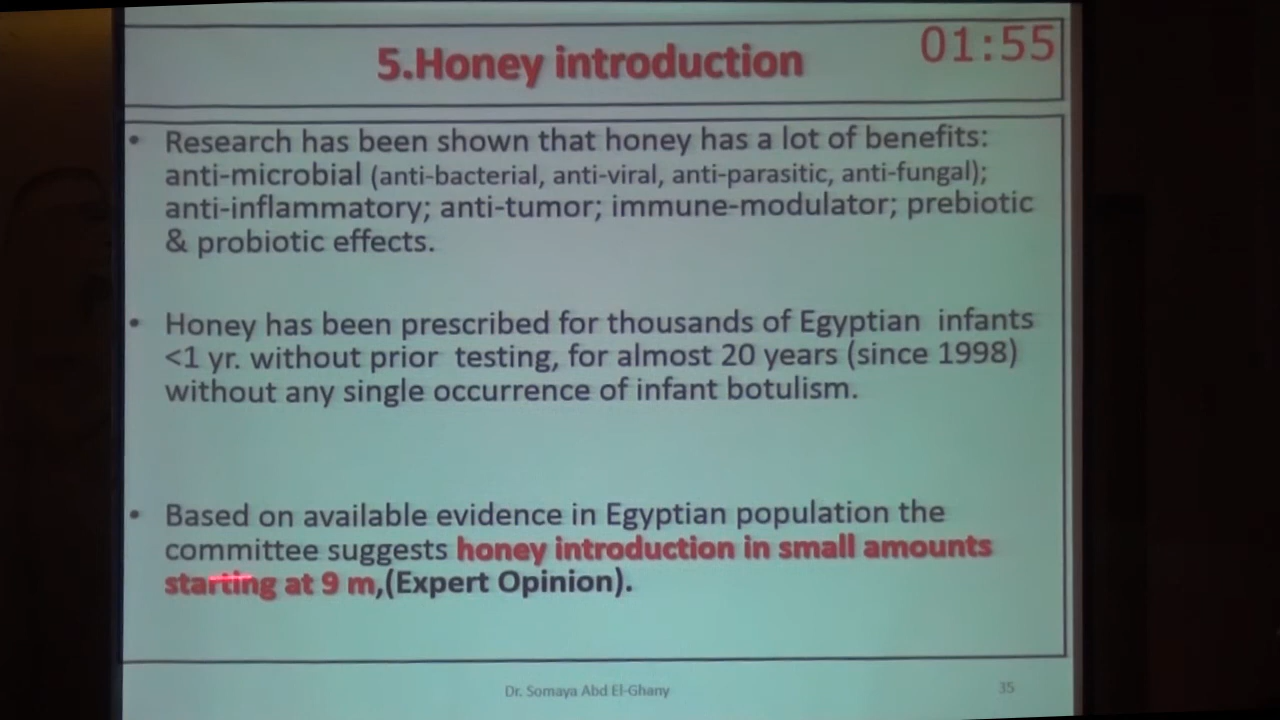 5.Honey introduction
01:55
• Research has been shown that honey has a lot of benefits:
anti-microbial (anti-bacterial, anti-viral, anti-parasitic, anti-fungal);
anti-inflammatory; anti-tumor; immune-modulator; prebiotic
& probiotic effects.
• Honey has been prescribed for thousands of Egyptian infants
<1 yr. without prior testing, for almost 20 years (since 1998)
without any single occurrence of infant botulism.
• Based on available evidence in Egyptian population the
committee suggests honey introduction in small amounts
starting at 9 m,(Expert Opinion).
Dr. Somaya Abd El-Ghany
35